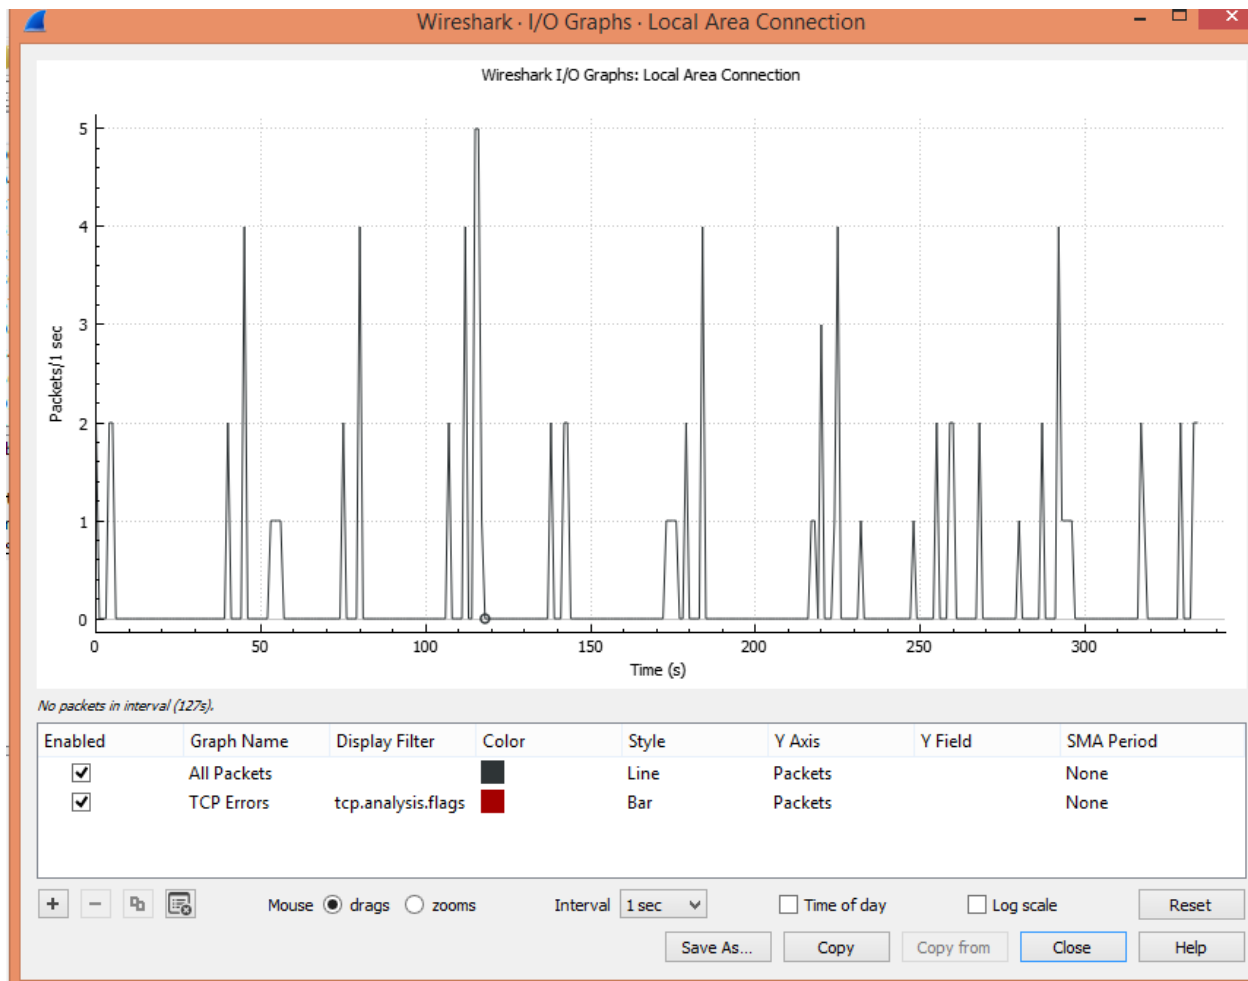 Wireshark · I/O Graphs · Local Area Connection
Wireshark I/O Graphs: Local Area Connection
Packets/1 sec
5
4
3
2
1
0
0 50 100 150 200 250 300
Time (s)
No packets in interval (127s).
Enabled Graph Name Display Filter Color Style Y Axis Y Field SMA Period
All Packets Line Packets None
TCP Errors tcp.analysis.flags Bar Packets None
Mouse drags zooms Interval 1 sec Time of day Log scale Reset
Save As... Copy Copy from Close Help